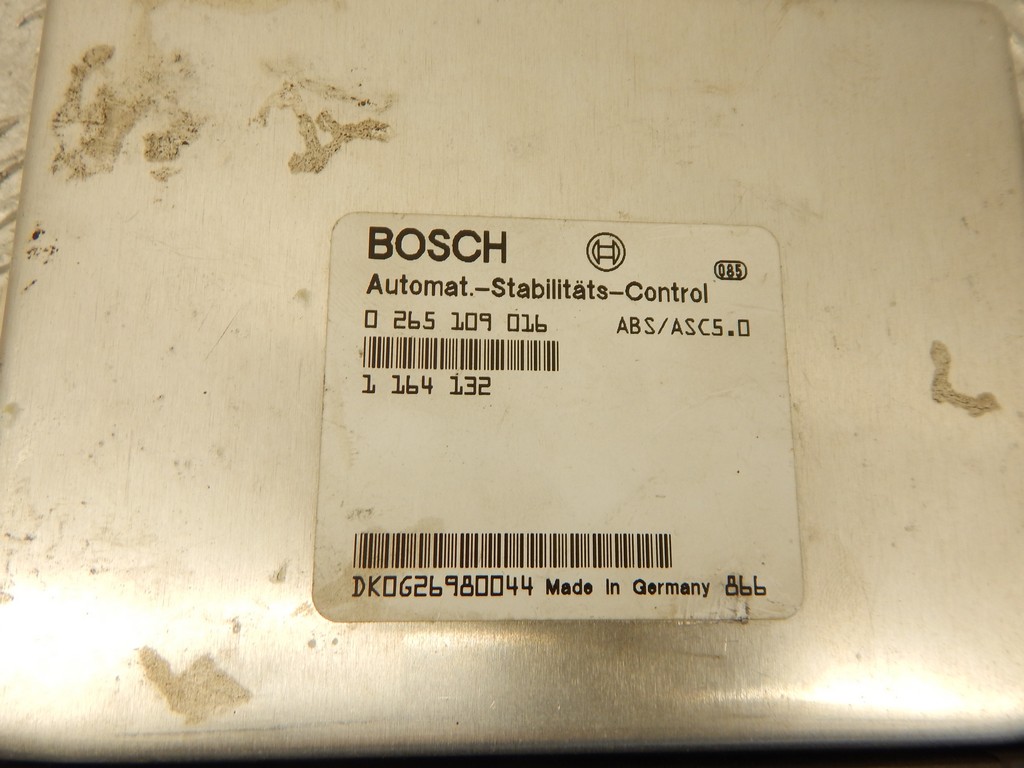 BOSCH
085
Automat.-Stabilitäts-Control
0 265 109 016 ABS/ASC5.0
1 164 132
DK0G26980044 Made in Germany 866